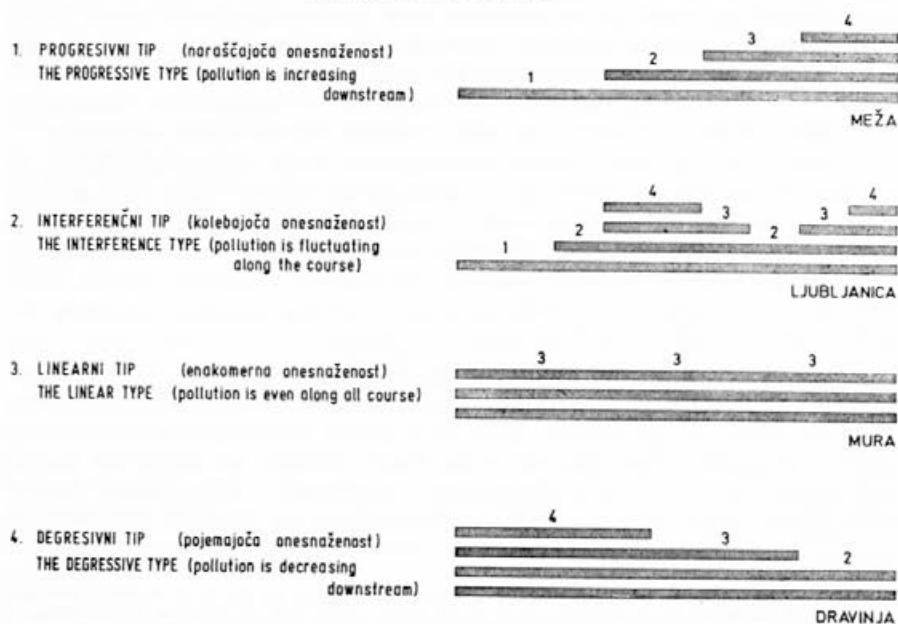 4
1. PROGRESIVNI TIP (naraščajoča onesnaženost) 3
THE PROGRESSIVE TYPE (pollution is increasing 2
downstream) 1
MEŽA
4 4
2. INTERFERENČNI TIP (kolebajoča onesnaženost) 3 3
THE INTERFERENCE TYPE (pollution is fluctuating 2 2
along the course) 1
LJUBLJANICA
3 3 3
3. LINEARNI TIP (enakomerna onesnaženost)
THE LINEAR TYPE (pollution is even along all course)
MURA
4
4. DEGRESIVNI TIP (pojemajoča onesnaženost) 3
THE DEGRESSIVE TYPE (pollution is decreasing 2
downstream)
DRAVINJA